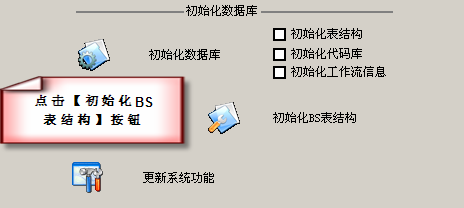 初始化数据库
初始化表结构
初始化数据库
初始化代码库
初始化工作流信息
点击【初始化BS
表结构】按钮
初始化BS表结构
更新系统功能